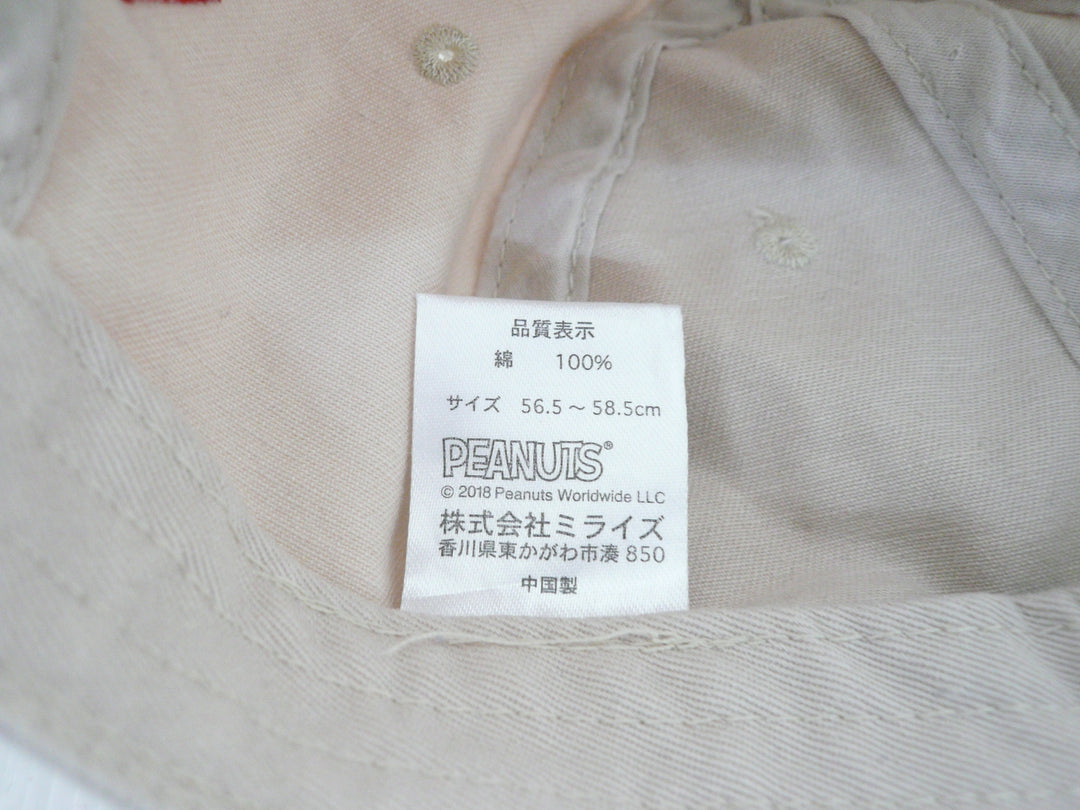 品質表示
綿 100%
サイズ 56.5～58.5cm
PEANUTS®
© 2018 Peanuts Worldwide LLC
株式会社ミライズ
香川県東かがわ市湊 850
中国製